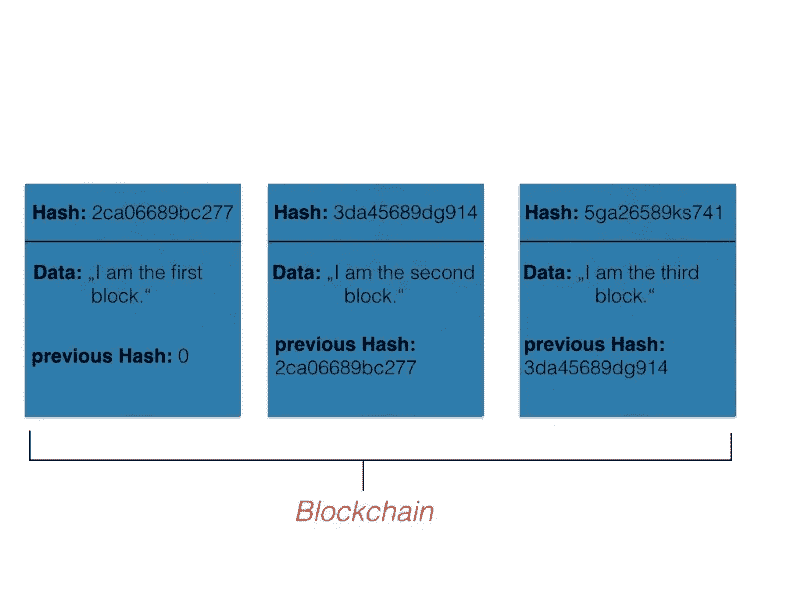 Hash: 2ca06689bc277
Data: „I am the first
block.“
previous Hash: 0
Hash: 3da45689dg914
Data: „I am the second
block.“
previous Hash:
2ca06689bc277
Hash: 5ga26589ks741
Data: „I am the third
block.“
previous Hash:
3da45689dg914
Blockchain